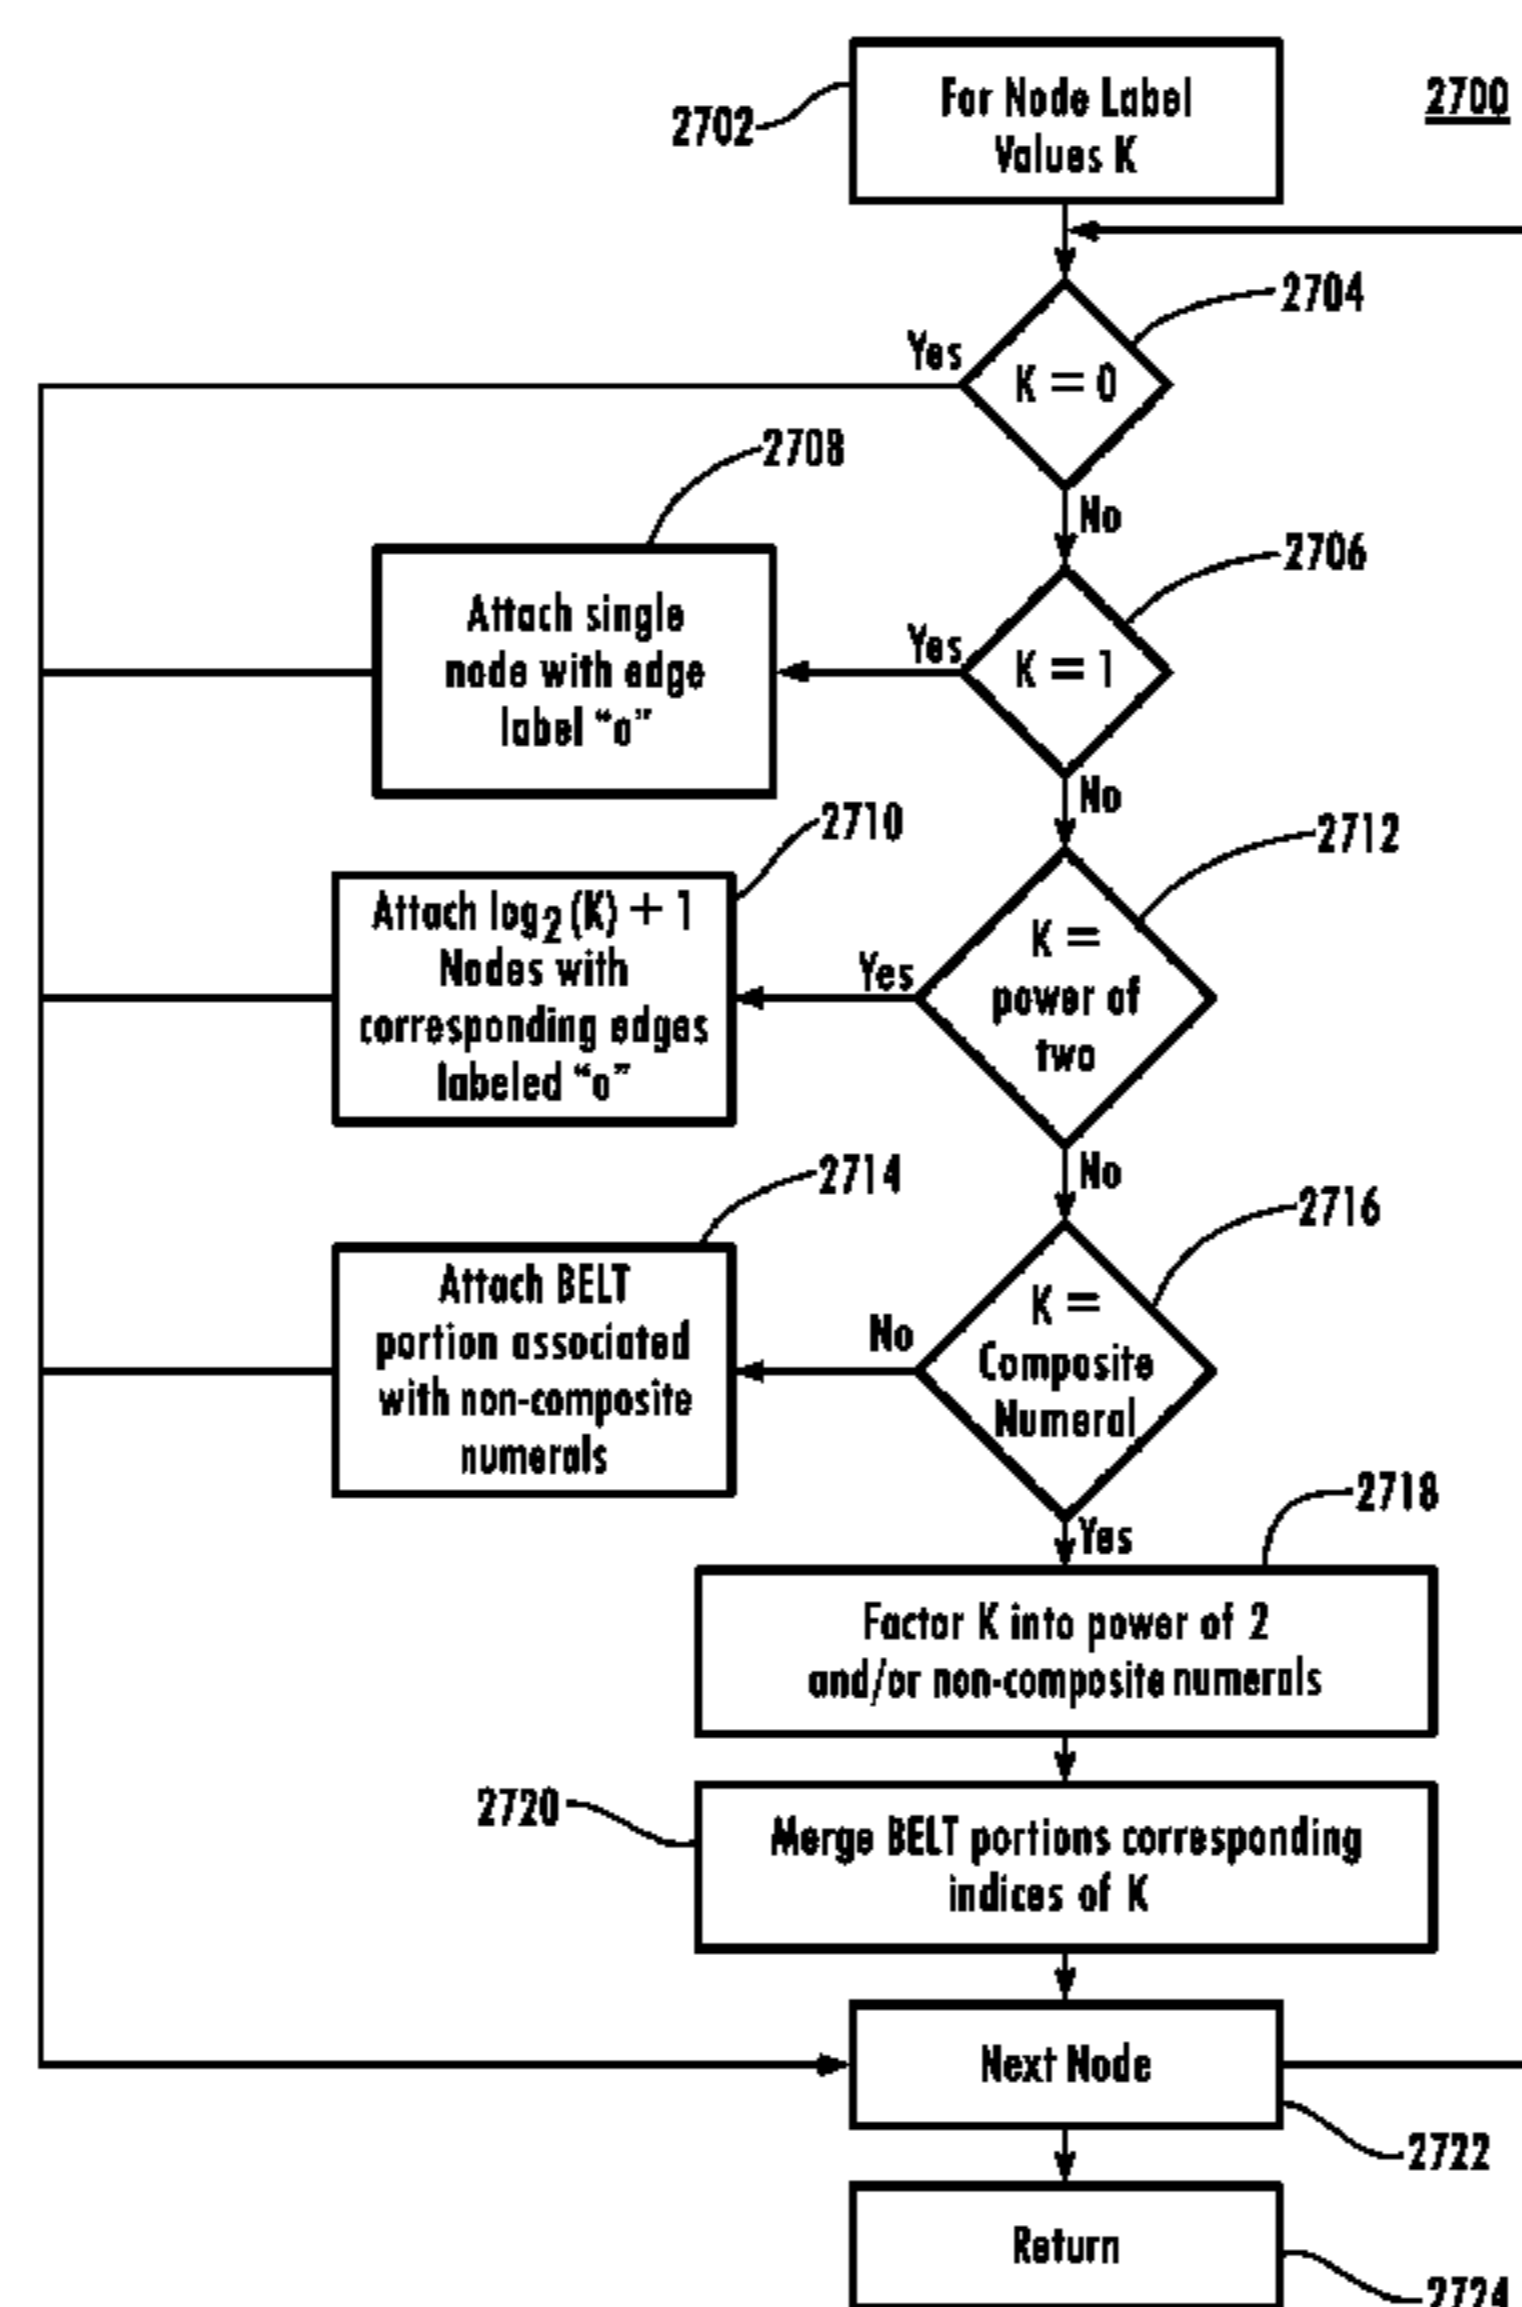 For Node Label
Values K
2702
2700
2704
Yes
K = 0
No
2708
2706
Attach single
node with edge
label “o”
Yes
K = 1
No
2710
2712
Attach log2 (K) + 1
Nodes with
corresponding edges
labeled “o”
Yes
K =
power of
two
No
2714
2716
Attach BELT
portion associated
with non-composite
numerals
No
K =
Composite
Numeral
Yes
2718
Factor K into power of 2
and/or non-composite numerals
2720
Merge BELT portions corresponding
indices of K
Next Node
2722
Return
2724